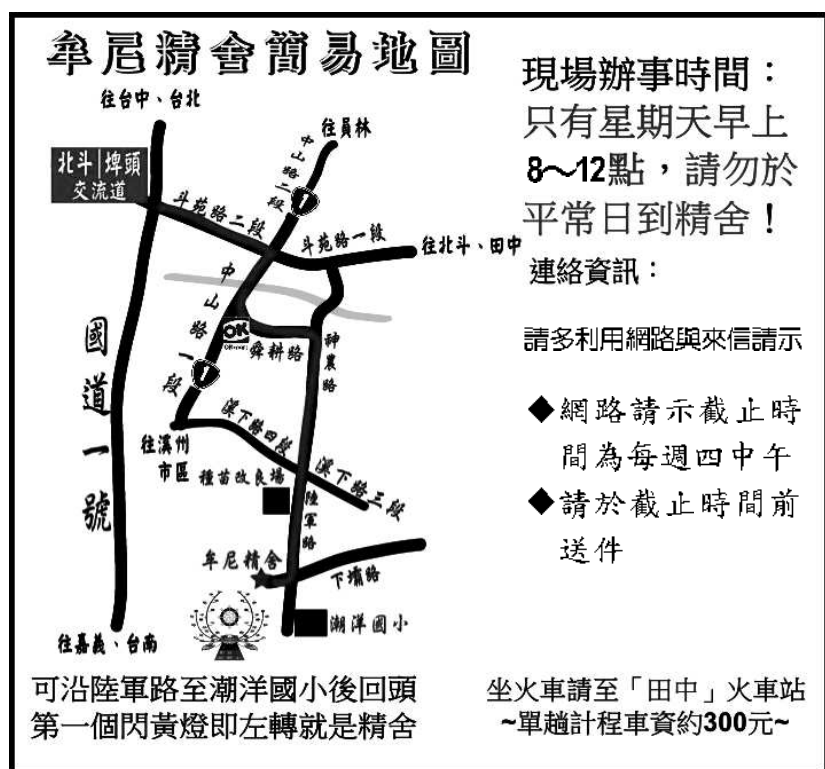 牟尼精舍簡易地圖
往台中、台北
往員林
北斗│埤頭
交流道
中山路二段
1
斗苑路二段
斗苑路一段
往北斗、田中
中山路一段
OK
舜耕路
神農路
1
國道一號
往溪州
市區
溪下路四段
溪下路三段
種苗改良場
陸軍路
牟尼精舍
下壩路
潮洋國小
往嘉義、台南
可沿陸軍路至潮洋國小後回頭
第一個閃黃燈即左轉就是精舍
現場辦事時間：
只有星期天早上
8～12點，請勿於
平常日到精舍！
連絡資訊：
請多利用網路與來信請示
◆網路請示截止時
間為每週四中午
◆請於截止時間前
送件
坐火車請至「田中」火車站
~單趟計程車資約300元~